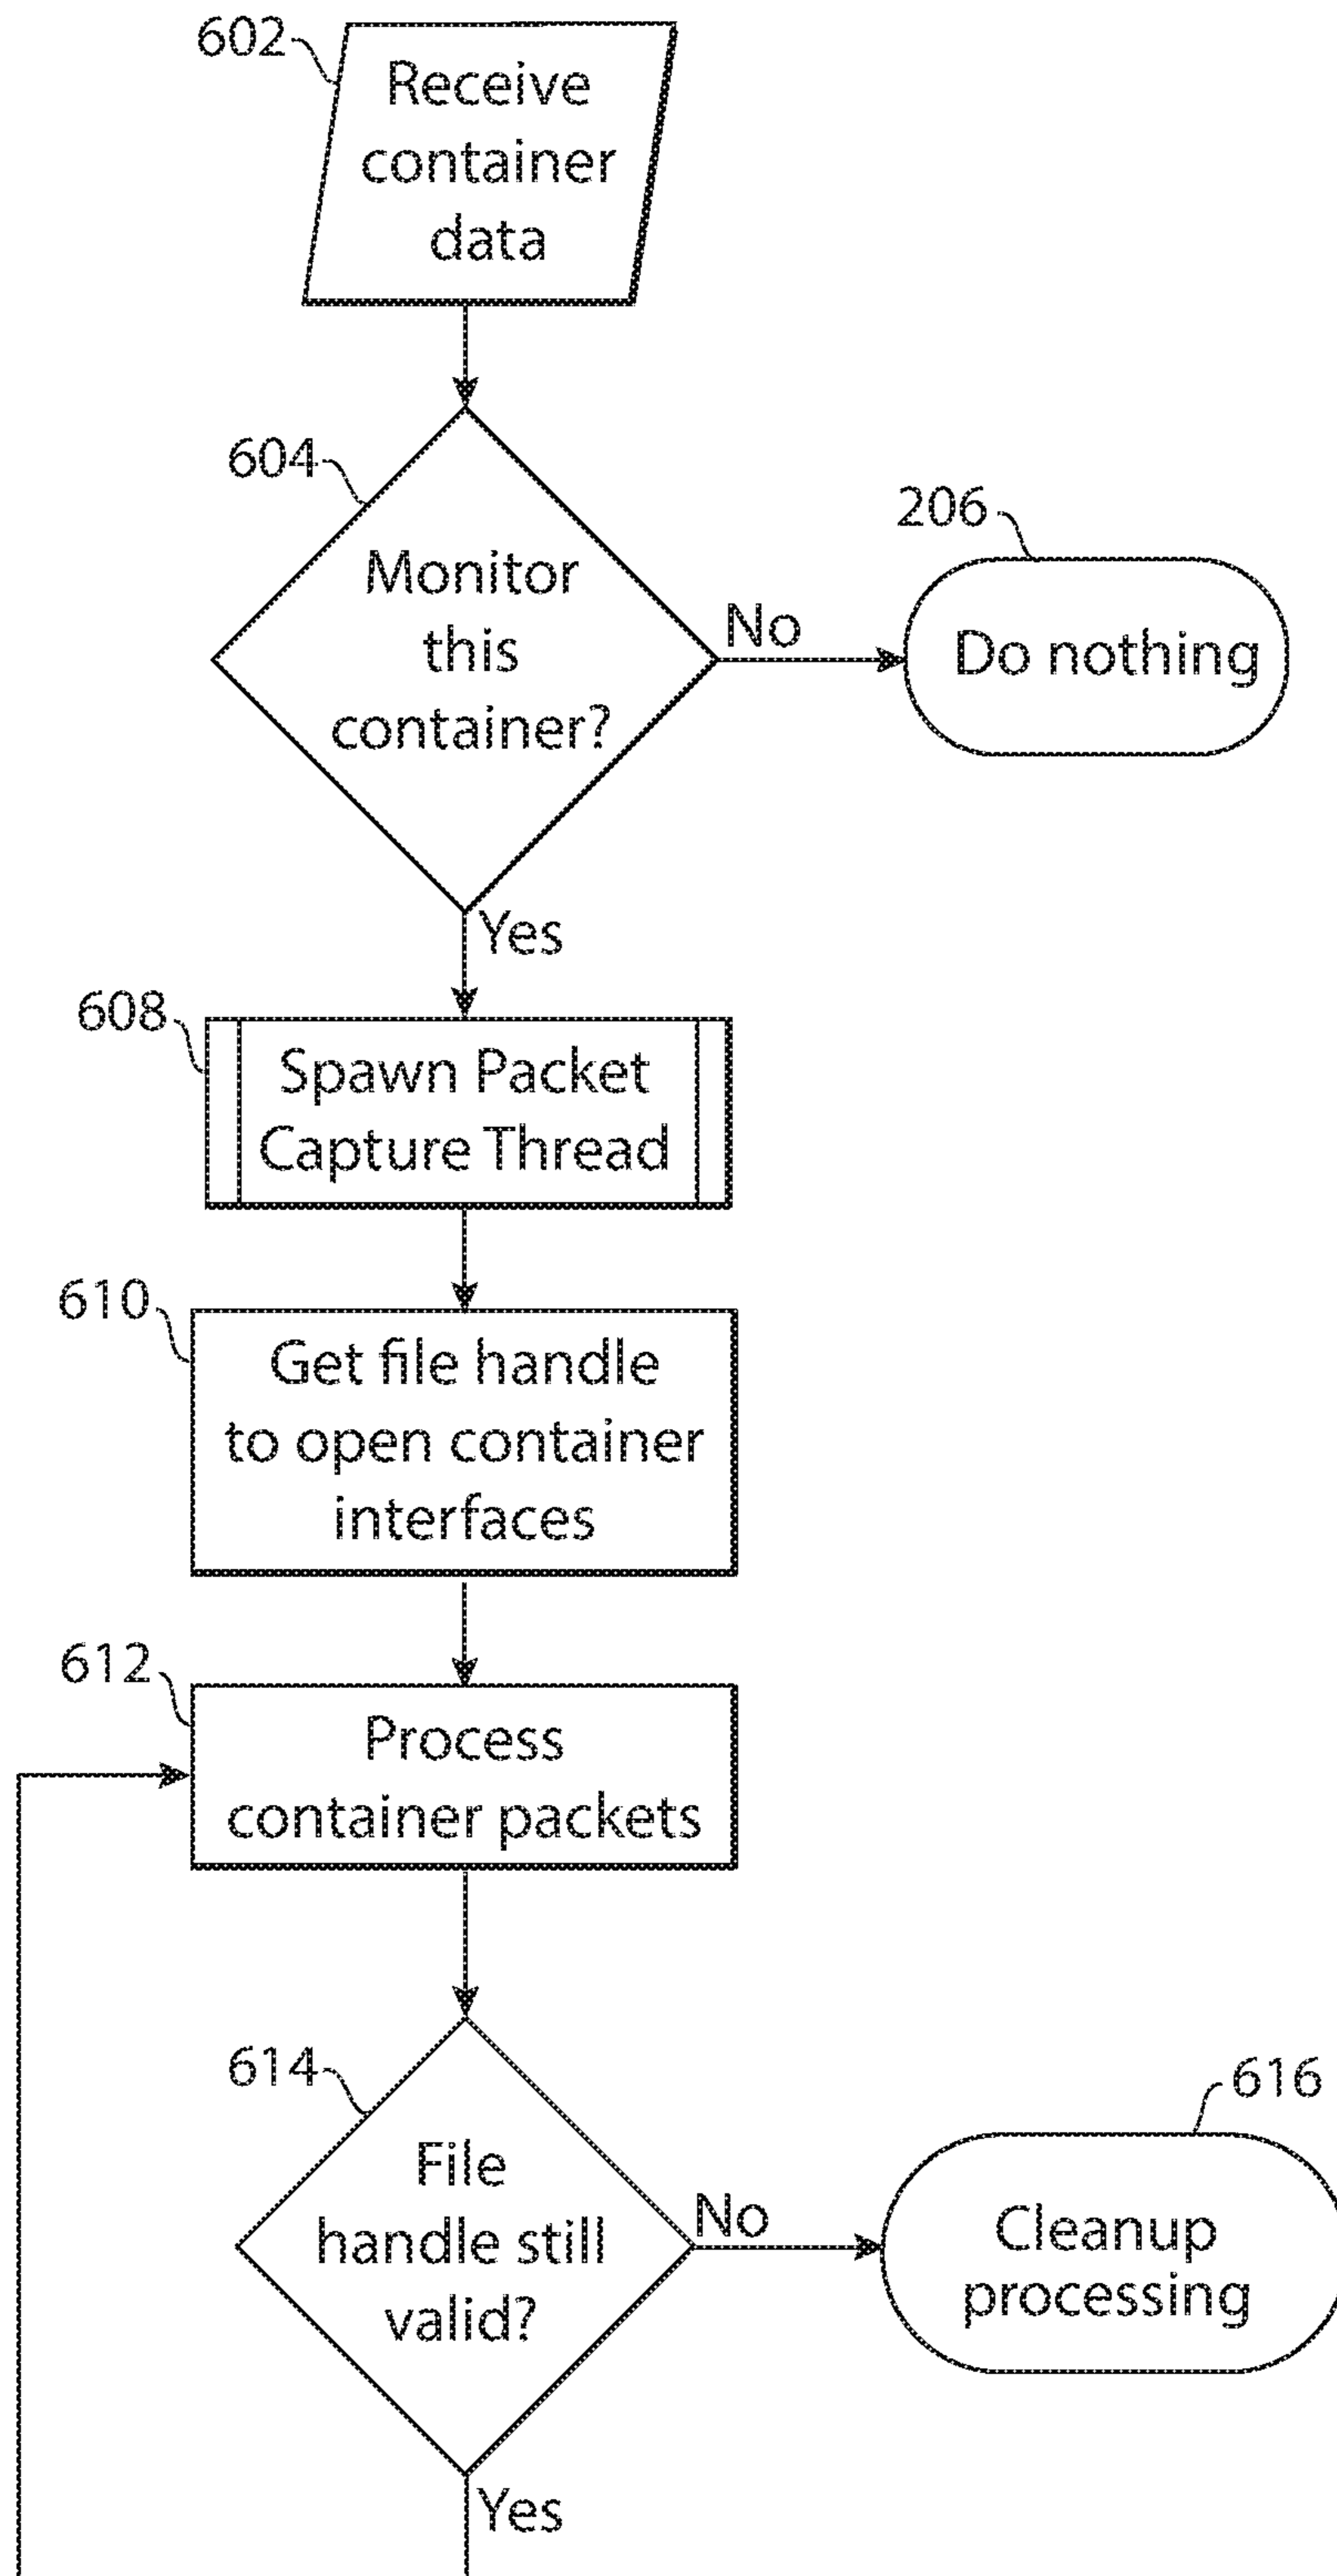 602
Receive
container
data
604
Monitor
this
container?
No
206
Do nothing
Yes
608
Spawn Packet
Capture Thread
610
Get file handle
to open container
interfaces
612
Process
container packets
614
File
handle still
valid?
No
616
Cleanup
processing
Yes